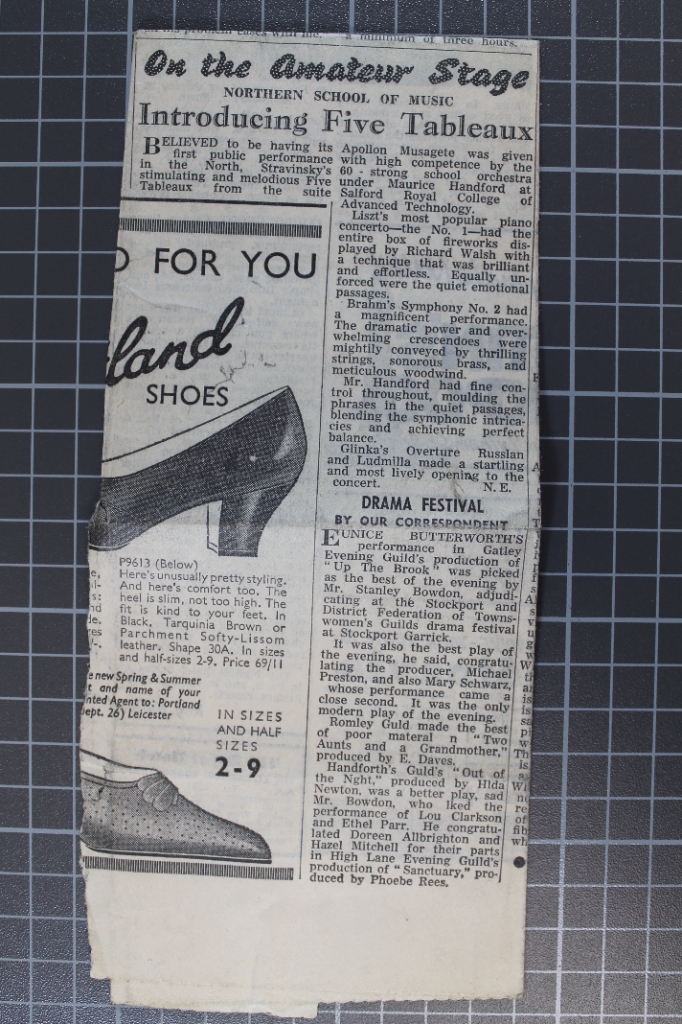 a minimum of three hours.
On the Amateur Stage
NORTHERN SCHOOL OF MUSIC
Introducing Five Tableaux
BELIEVED to be having its
first public performance
in the North, Stravinsky's
stimulating and melodious Five
Tableaux from the suite
Apollon Musagete was given
with high competence by the
60 - strong school orchestra
under Maurice Handford at
Salford Royal College of
Advanced Technology.
Liszt's most popular piano
concerto—the No. 1—had the
entire box of fireworks dis-
played by Richard Walsh with
a technique that was brilliant
and effortless. Equally un-
forced were the quiet emotional
passages.
Brahm's Symphony No. 2 had
a magnificent performance.
The dramatic power and over-
whelming crescendoes were
mightily conveyed by thrilling
strings, sonorous brass, and
meticulous woodwind.
Mr. Handford had fine con-
trol throughout, moulding the
phrases in the quiet passages,
blending the symphonic intrica-
cies and achieving perfect
balance.
Glinka's Overture Russlan
and Ludmilla made a startling
and most lively opening to the
concert. N. E.
DRAMA FESTIVAL
BY OUR CORRESPONDENT
EUNICE BUTTERWORTH'S
performance in Gatley
Evening Guild's production of
"Up The Brook" was picked
as the best of the evening by
Mr. Stanley Bowdon, adjudi-
cating at the Stockport and
District Federation of Towns-
women's Guilds drama festival
at Stockport Garrick.
It was also the best play of
the evening, he said, congratu-
lating the producer, Michael
Preston, and also Mary Schwarz,
whose performance came a
close second. It was the only
modern play of the evening.
Romley Guild made the best
of poor materal n "Two
Aunts and a Grandmother,"
produced by E. Daves.
Handforth's Guld's "Out of
the Nght," produced by Hlda
Newton, was a better play, sad
Mr. Bowdon, who lked the
performance of Lou Clarkson
and Ethel Parr. He congratu-
lated Doreen Allbrighton and
Hazel Mitchell for their parts
in High Lane Evening Guild's
production of "Sanctuary," pro-
duced by Phoebe Rees.
FOR YOU
land
SHOES
P9613 (Below)
Here's unusually pretty styling.
And here's comfort too. The
heel is slim, not too high. The
fit is kind to your feet. In
Black, Tarquinia Brown or
Parchment Softy-Lissom
leather. Shape 30A. In sizes
and half-sizes 2-9. Price 69/11
e new Spring & Summer
t and name of your
nted Agent to: Portland
ept. 26) Leicester
IN SIZES
AND HALF
SIZES
2-9